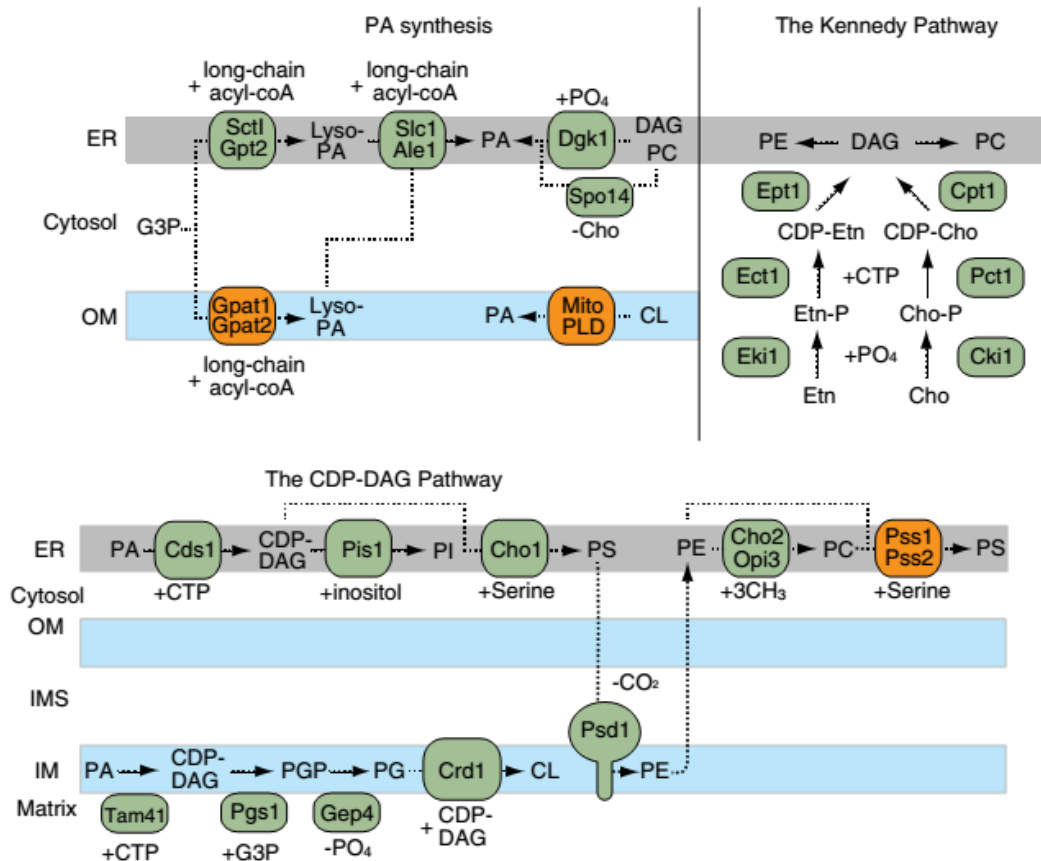 PA synthesis
The Kennedy Pathway
+ long-chain
acyl-coA
+ long-chain
acyl-coA
+PO₄
ER
SctI
Gpt2
Lyso-
PA
Slc1
Ale1
PA
Dgk1
DAG
PC
Spo14
-Cho
Cytosol
G3P
OM
Gpat1
Gpat2
Lyso-
PA
PA
Mito
PLD
CL
+ long-chain
acyl-coA
PE
DAG
PC
Ept1
Cpt1
CDP-Etn
CDP-Cho
Ect1
+CTP
Pct1
Etn-P
Cho-P
Eki1
+PO₄
Cki1
Etn
Cho
The CDP-DAG Pathway
ER
PA
Cds1
CDP-
DAG
Pis1
PI
Cho1
PS
PE
Cho2
Opi3
PC
Pss1
Pss2
PS
Cytosol
+CTP
+inositol
+Serine
+3CH₃
+Serine
OM
IMS
-CO₂
Psd1
IM
PA
CDP-
DAG
PGP
PG
Crd1
CL
PE
Matrix
Tam41
Pgs1
Gep4
+ CDP-
DAG
+CTP
+G3P
-PO₄